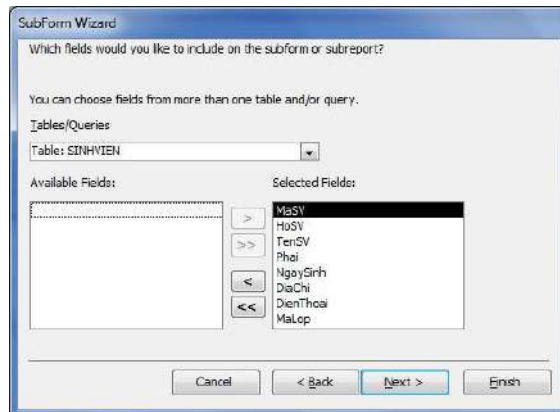 SubForm Wizard
Which fields would you like to include on the subform or subreport?
You can choose fields from more than one table and/or query.
Tables/Queries
Table: SINHVIEN
Available Fields:
Selected Fields:
>
>>
<
<<
MaSV
HoSV
TenSV
Phai
NgaySinh
DiaChi
DienThoai
MaLop
Cancel
< Back
Next >
Finish